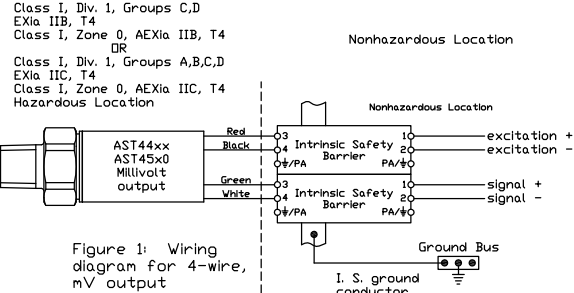 Class I, Div. 1, Groups C,D
EXia IIB, T4
Class I, Zone 0, AEXia IIB, T4
OR
Class I, Div. 1, Groups A,B,C,D
EXia IIC, T4
Class I, Zone 0, AEXia IIC, T4
Hazardous Location
Nonhazardous Location
Nonhazardous Location
AST44xx
AST45x0
Millivolt
output
Red
Black
Green
White
3
4
/PA
Intrinsic Safety
Barrier
1
2
PA/
excitation +
excitation -
3
4
/PA
Intrinsic Safety
Barrier
1
2
PA/
signal +
signal -
Figure 1: Wiring
diagram for 4-wire,
mV output
Ground Bus
I. S. ground
conductor